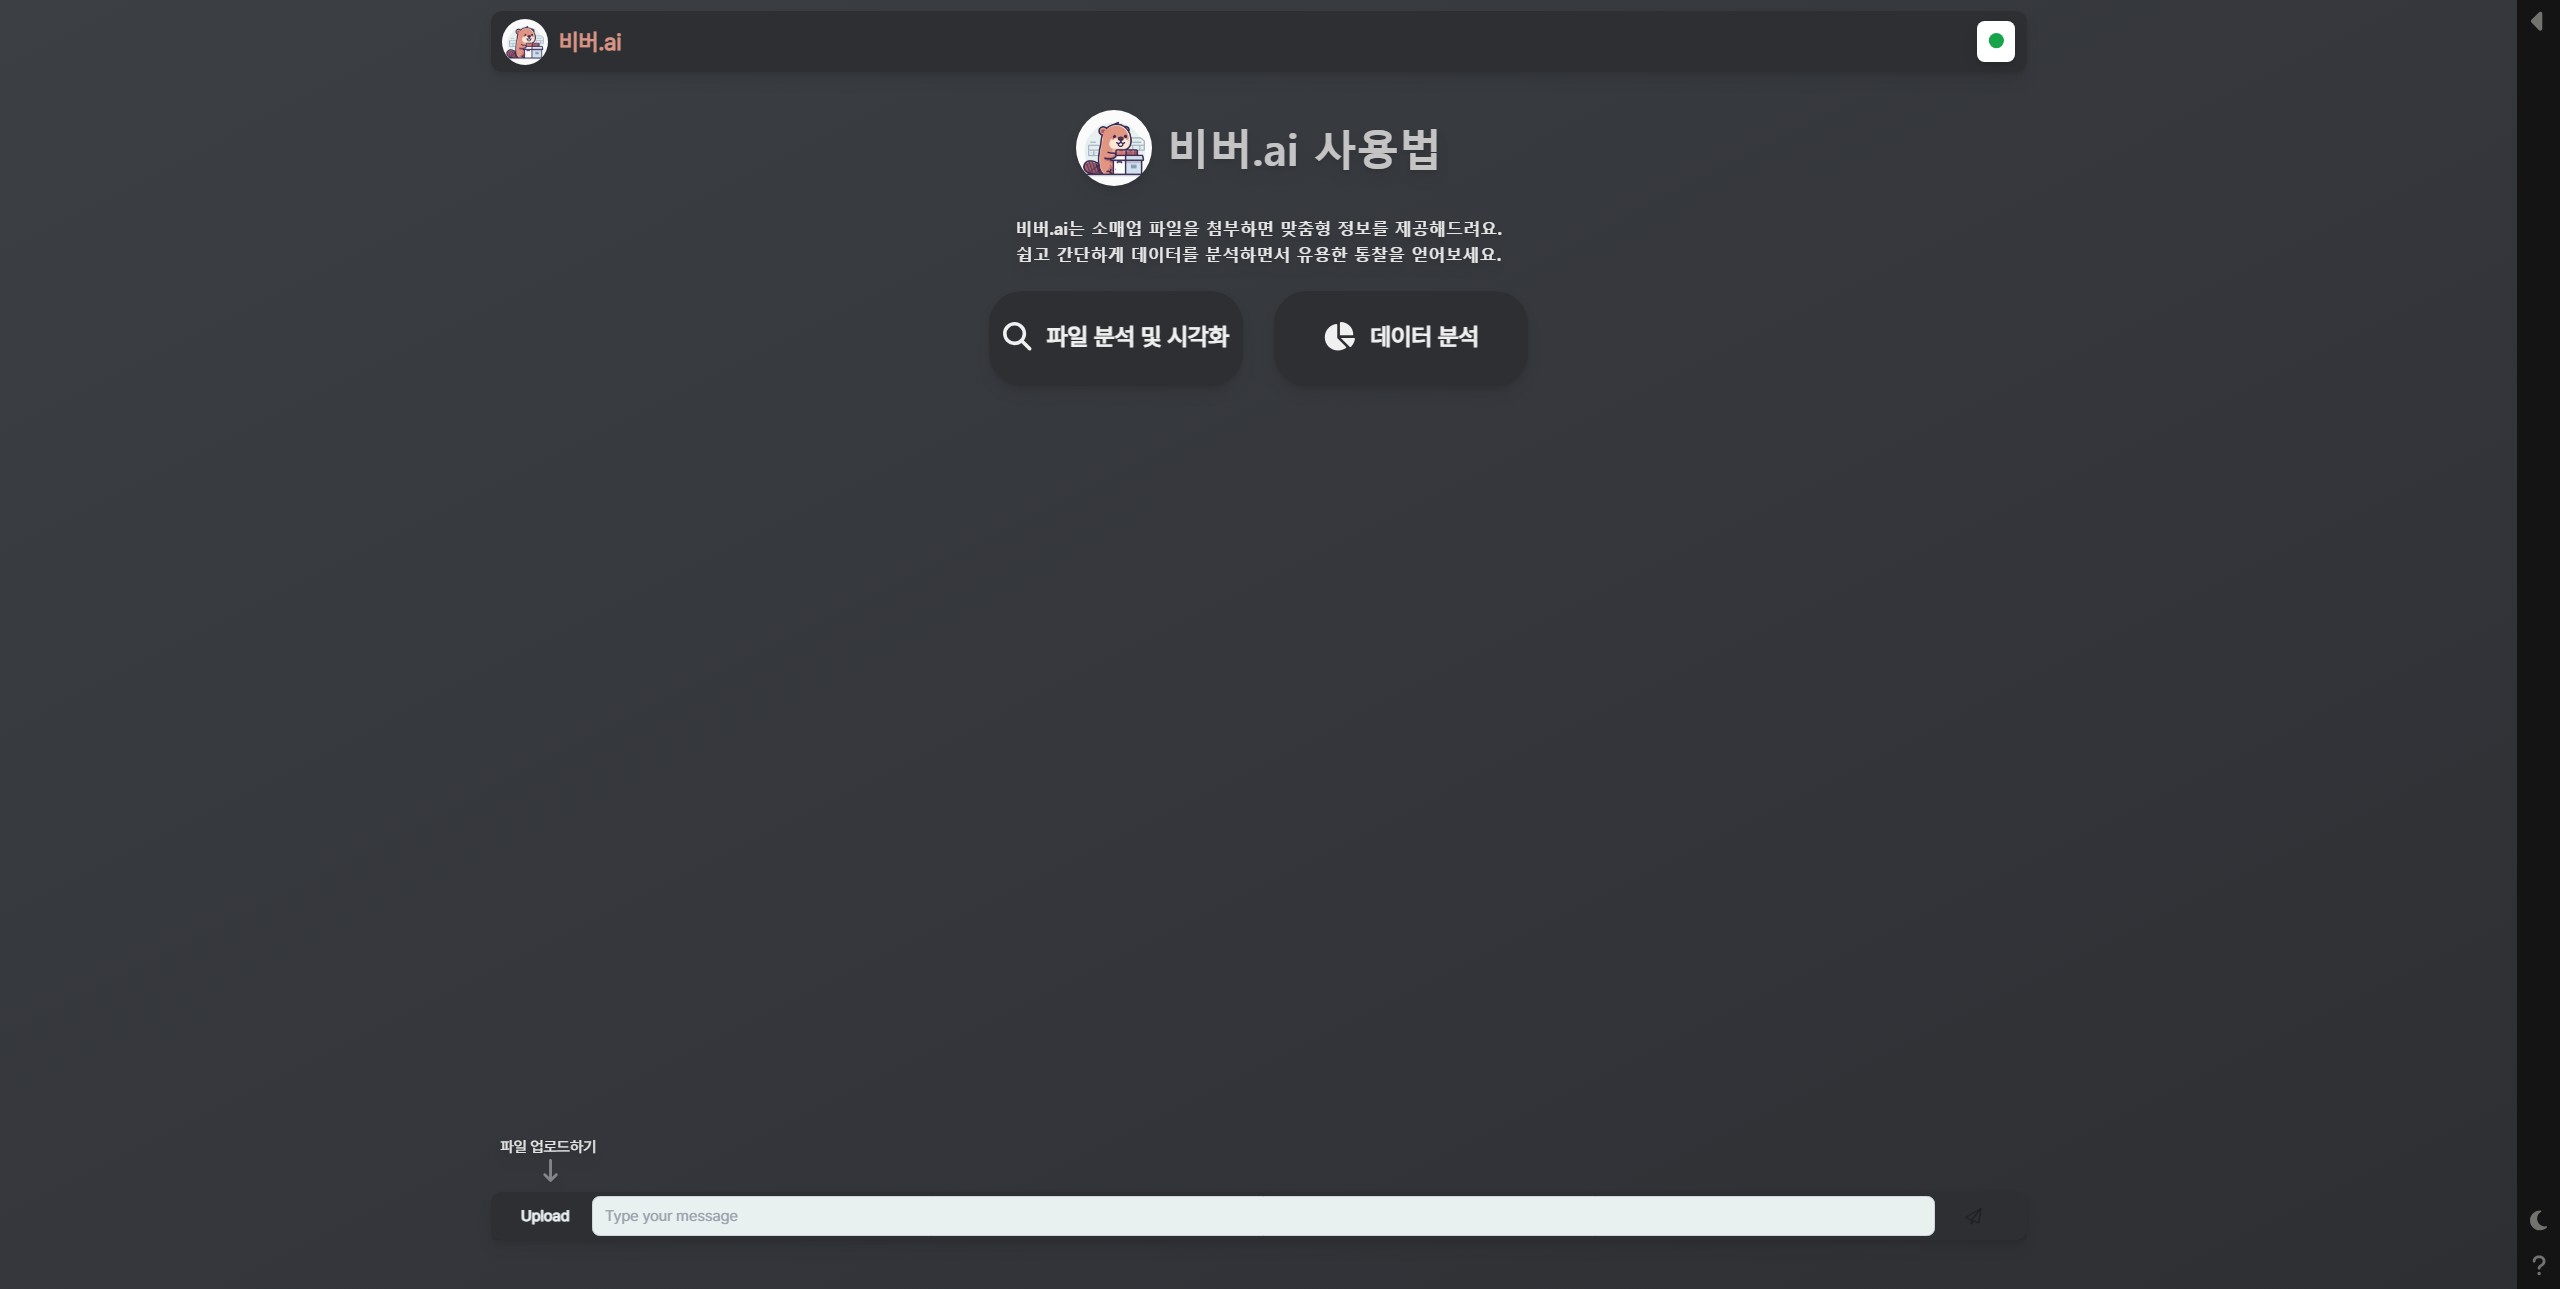 비버.ai
비버.ai 사용법
비버.ai는 소매업 파일을 첨부하면 맞춤형 정보를 제공해드려요.
쉽고 간단하게 데이터를 분석하면서 유용한 통찰을 얻어보세요.
파일 분석 및 시각화
데이터 분석
파일 업로드하기
Upload
Type your message
?